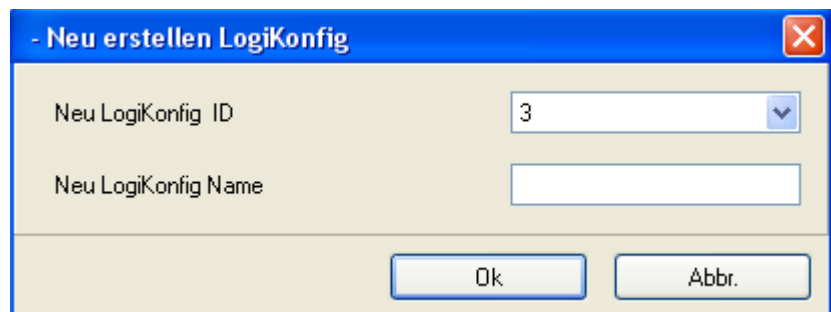 - Neu erstellen LogiKonfig
Neu LogiKonfig ID
3
Neu LogiKonfig Name
Ok
Abbr.